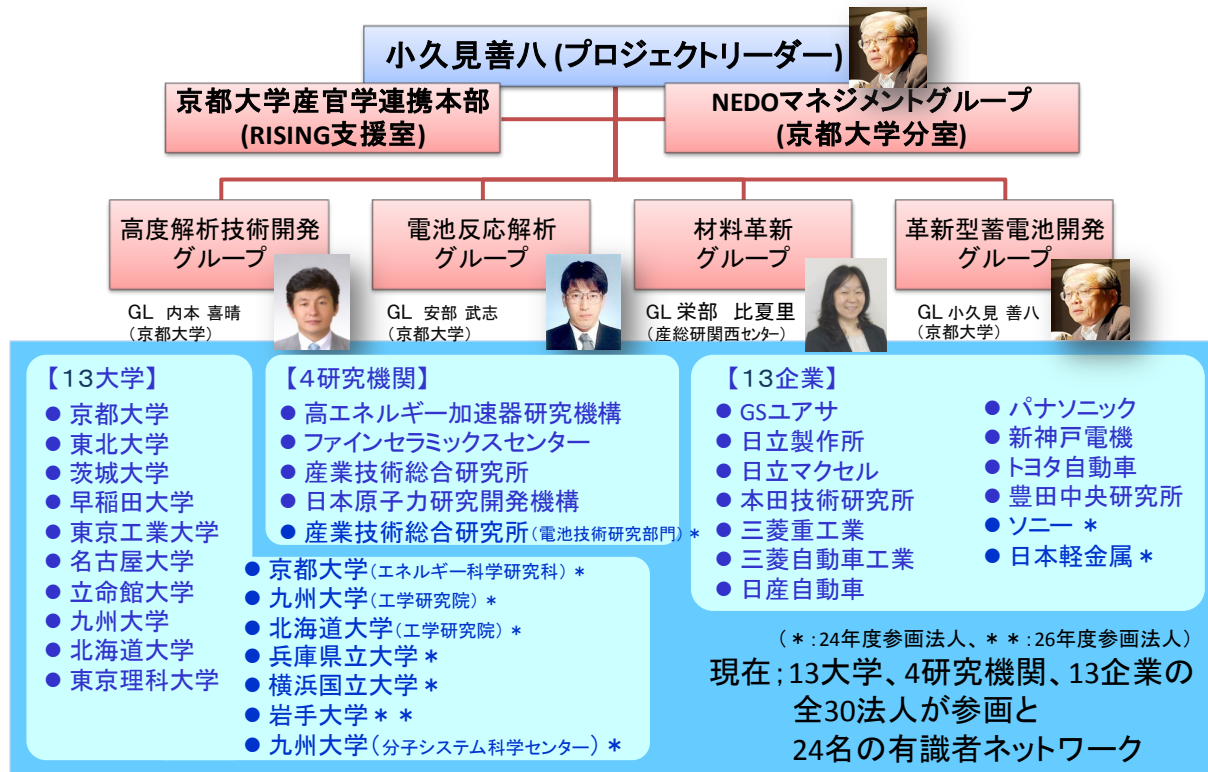 小久見善八 (プロジェクトリーダー)
京都大学産官学連携本部
(RISING支援室)
NEDOマネジメントグループ
(京都大学分室)
高度解析技術開発
グループ
電池反応解析
グループ
材料革新
グループ
革新型蓄電池開発
グループ
GL 内本 喜晴
(京都大学)
GL 安部 武志
(京都大学)
GL 栄部 比夏里
(産総研関西センター)
GL 小久見 善八
(京都大学)
【13大学】
● 京都大学
● 東北大学
● 茨城大学
● 早稲田大学
● 東京工業大学
● 名古屋大学
● 立命館大学
● 九州大学
● 北海道大学
● 東京理科大学
● 京都大学(エネルギー科学研究科) *
● 九州大学(工学研究院) *
● 北海道大学(工学研究院) *
● 兵庫県立大学 *
● 横浜国立大学 *
● 岩手大学 * *
● 九州大学(分子システム科学センター) *
【4研究機関】
● 高エネルギー加速器研究機構
● ファインセラミックスセンター
● 産業技術総合研究所
● 日本原子力研究開発機構
● 産業技術総合研究所(電池技術研究部門) *
【13企業】
● GSユアサ
● 日立製作所
● 日立マクセル
● 本田技術研究所
● 三菱重工業
● 三菱自動車工業
● 日産自動車
● パナソニック
● 新神戸電機
● トヨタ自動車
● 豊田中央研究所
● ソニー *
● 日本軽金属 *
( * :24年度参画法人、* * :26年度参画法人)
現在;13大学、4研究機関、13企業の
全30法人が参画と
24名の有識者ネットワーク